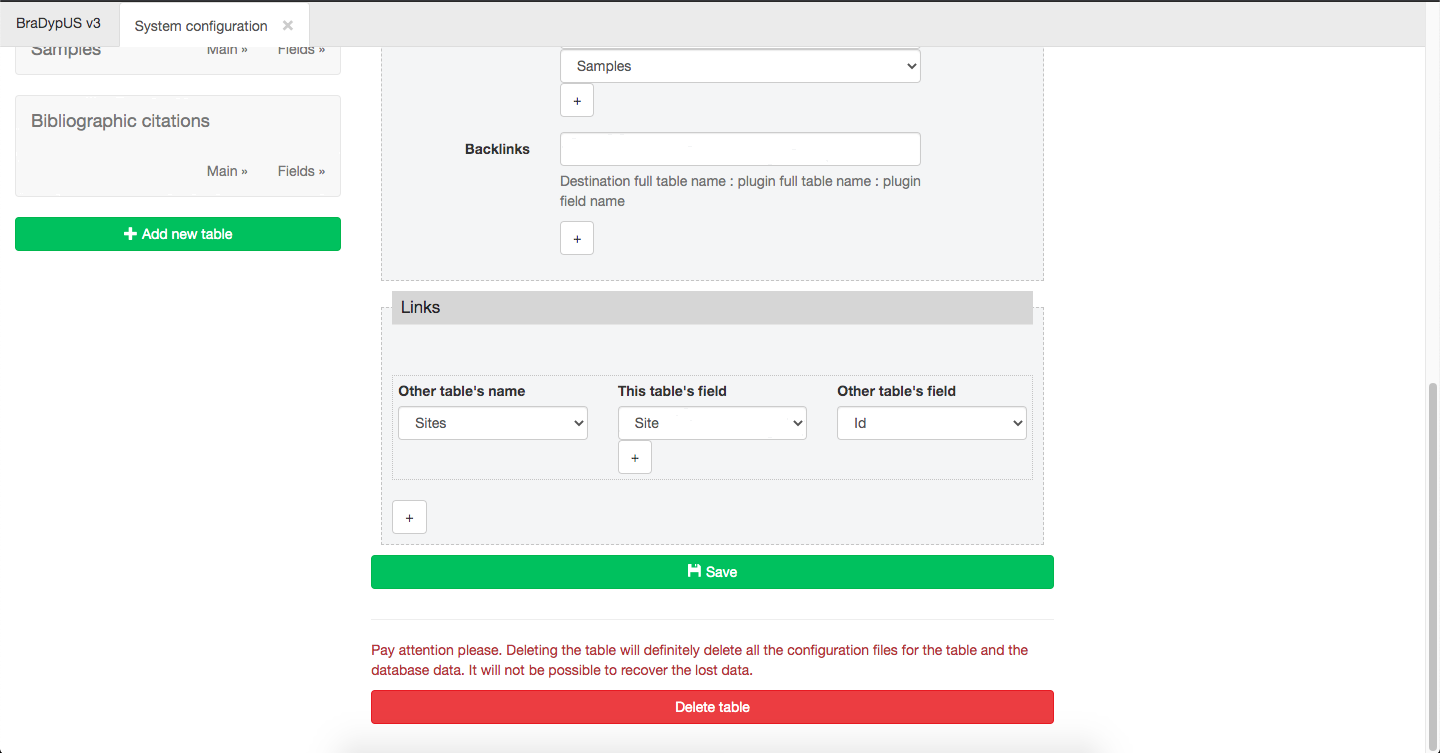 BraDypUS v3
System configuration ×
Samples
Main » Fields »
Bibliographic citations
Main » Fields »
Add new table
Samples
+
Backlinks
Destination full table name : plugin full table name : plugin
field name
+
Links
Other table's name This table's field Other table's field
Sites Site Id
+
+
Save
Pay attention please. Deleting the table will definitely delete all the configuration files for the table and the
database data. It will not be possible to recover the lost data.
Delete table